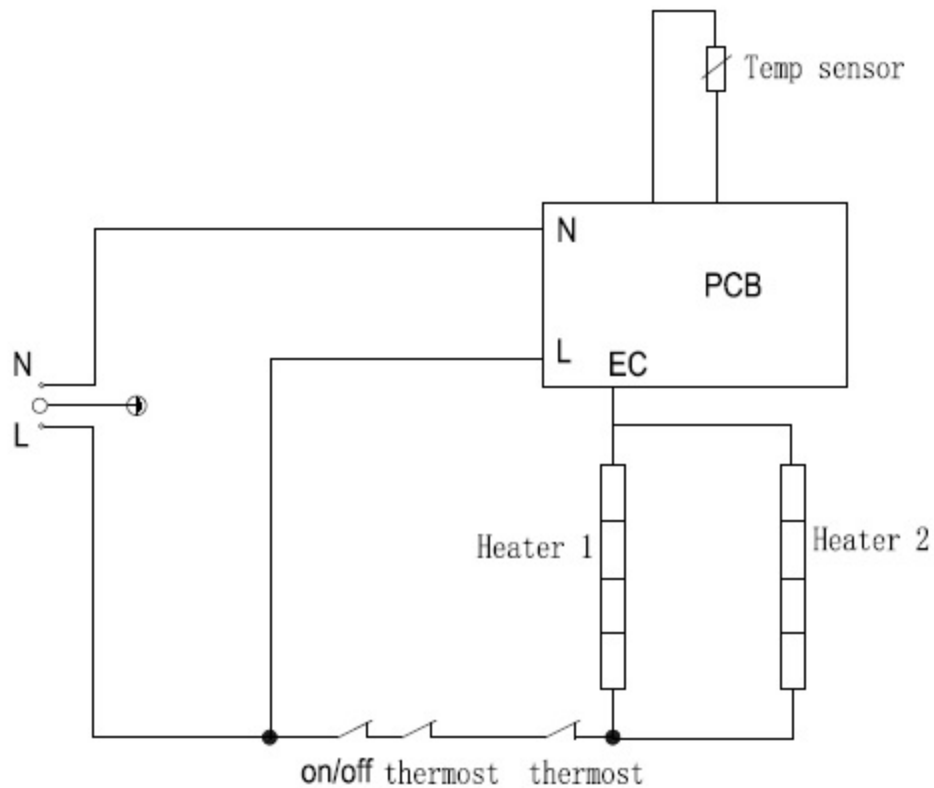 Temp sensor
N
PCB
L
EC
N
L
Heater 1
Heater 2
on/off thermost thermost